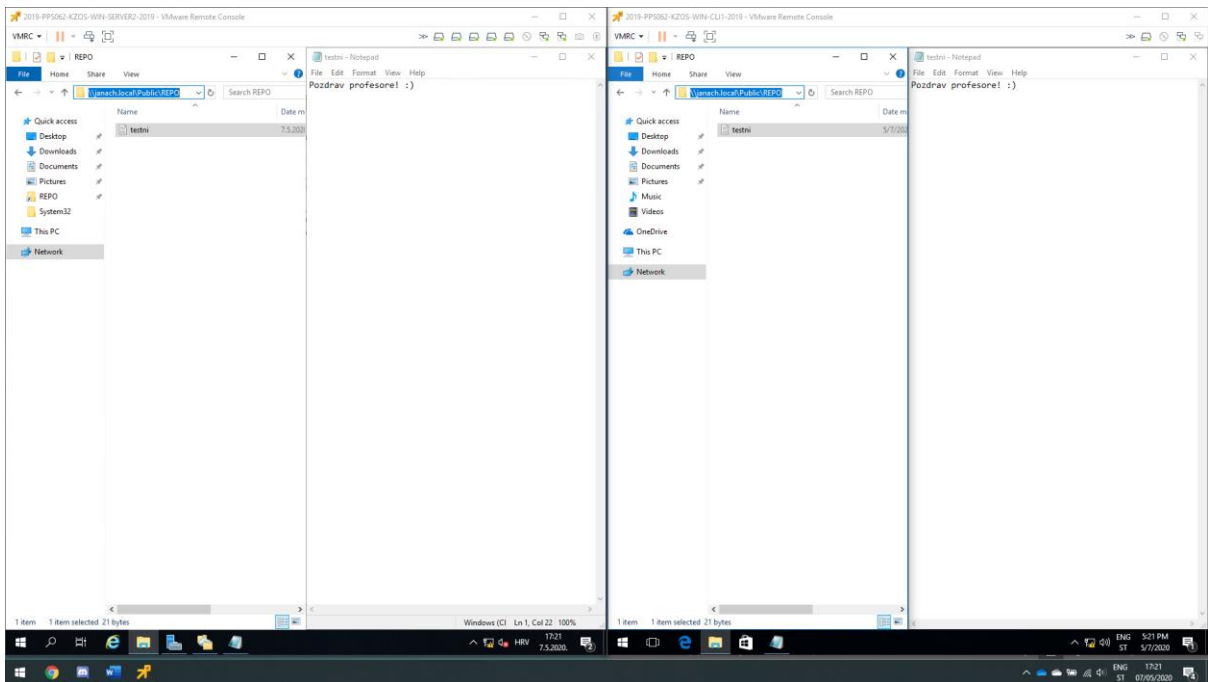 2019-PPS062-KZOS-WIN-SERVER2-2019 - VMware Remote Console
VMRC
REPO
File Home Share View
\\janach.local\Public\REPO
Search REPO
Name Date m
Quick access
Desktop
Downloads
Documents
Pictures
REPO
System32
This PC
Network
testni 7.5.202
1 item 1 item selected 21 bytes
testni - Notepad
File Edit Format View Help
Pozdrav profesore! :)
Windows (Cl Ln 1, Col 22 100%
HRV 17:21
7.5.2020.
2019-PPS062-KZOS-WIN-CLI1-2019 - VMware Remote Console
VMRC
REPO
File Home Share View
\\janach.local\Public\REPO
Search REPO
Name Date m
Quick access
Desktop
Downloads
Documents
Pictures
Music
Videos
OneDrive
This PC
Network
testni 5/7/202
1 item 1 item selected 21 bytes
testni - Notepad
File Edit Format View Help
Pozdrav profesore! :)
ENG 5:21 PM
ST 5/7/2020
ENG 17:21
ST 07/05/2020